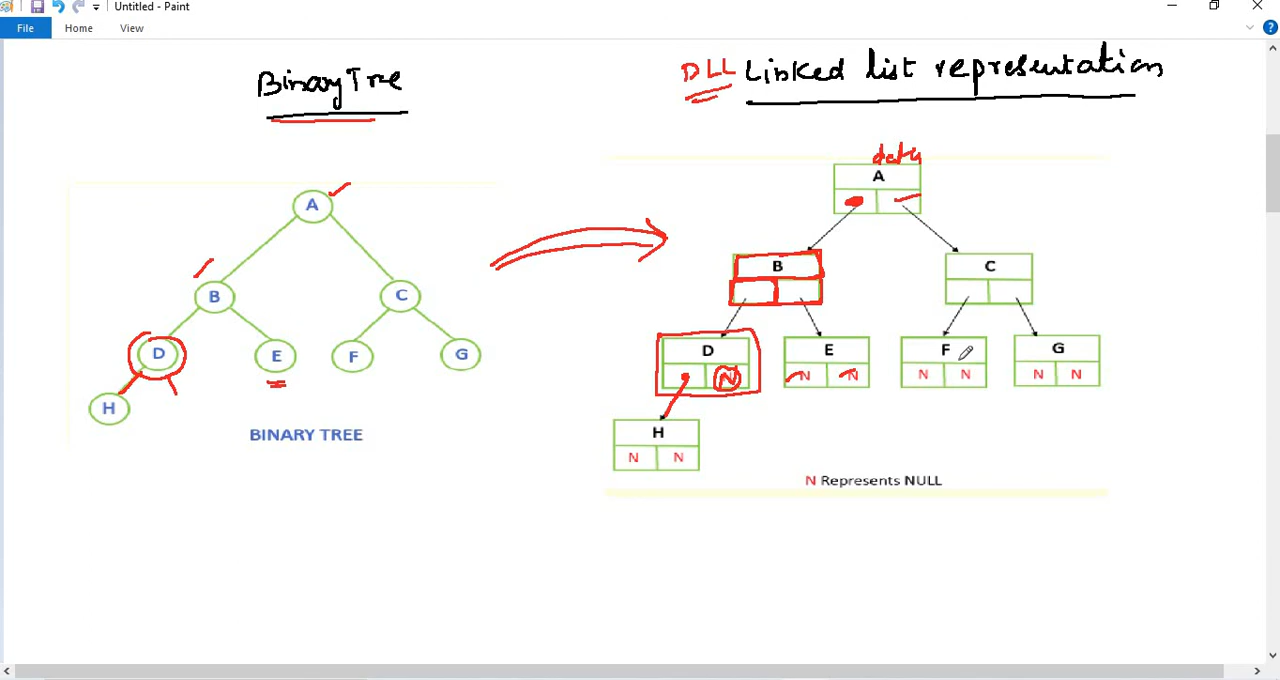 Untitled - Paint
File Home View
Binary Tree
DLL Linked list representation
data
A
A
B
C
B
C
D
E
F
G
D
N
E
N N
F
N N
G
N N
H
H
N N
BINARY TREE
N Represents NULL